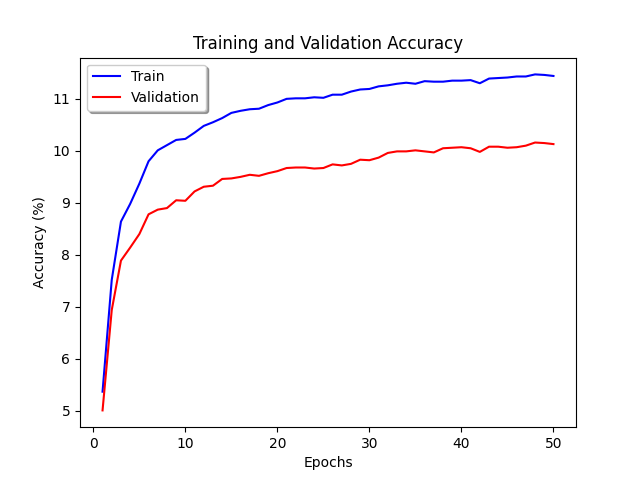 Training and Validation Accuracy
Train
Validation
Accuracy (%)
11
10
9
8
7
6
5
0 10 20 30 40 50
Epochs